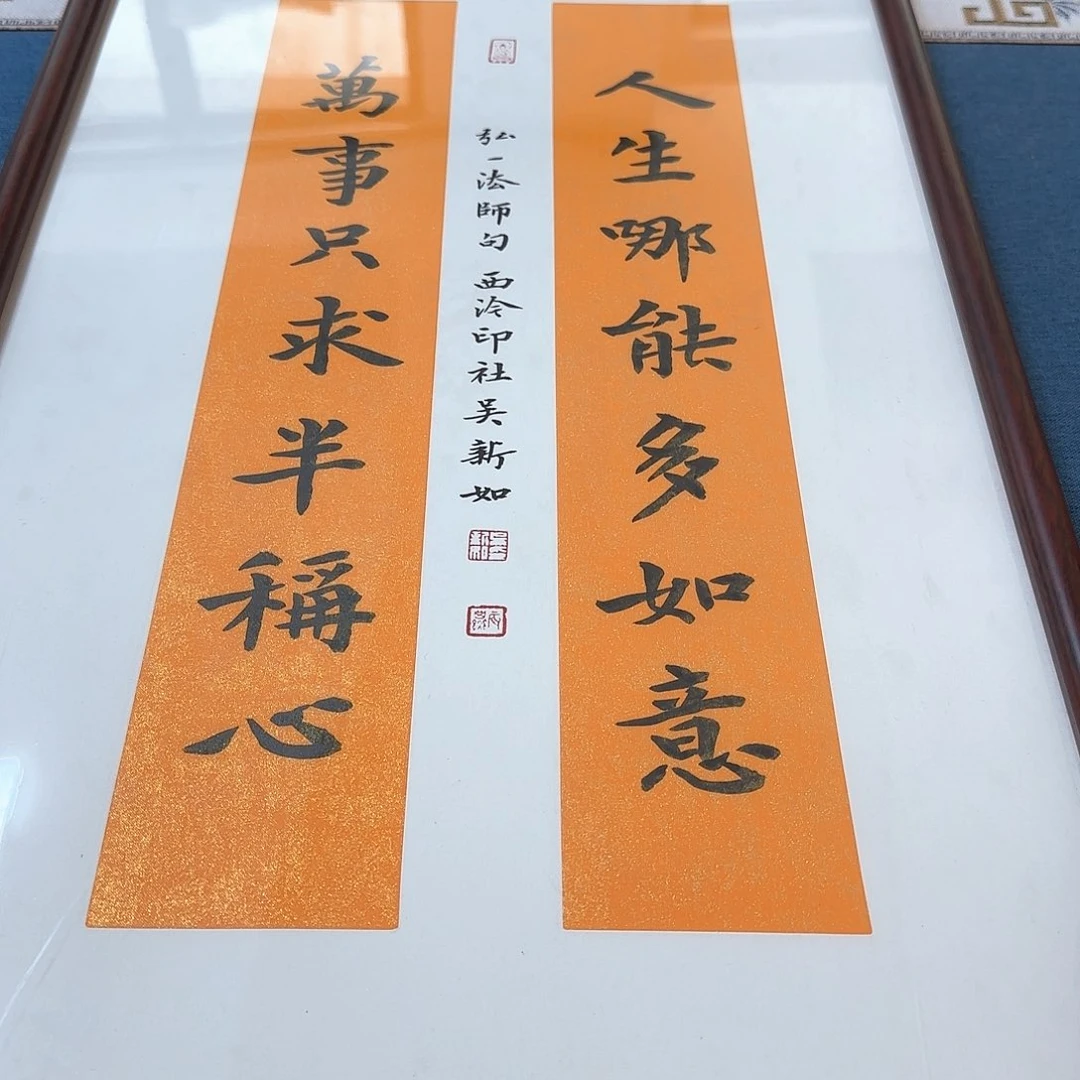 人生哪能多如意
萬事只求半稱心
弘一法師句 西泠印社吴新如